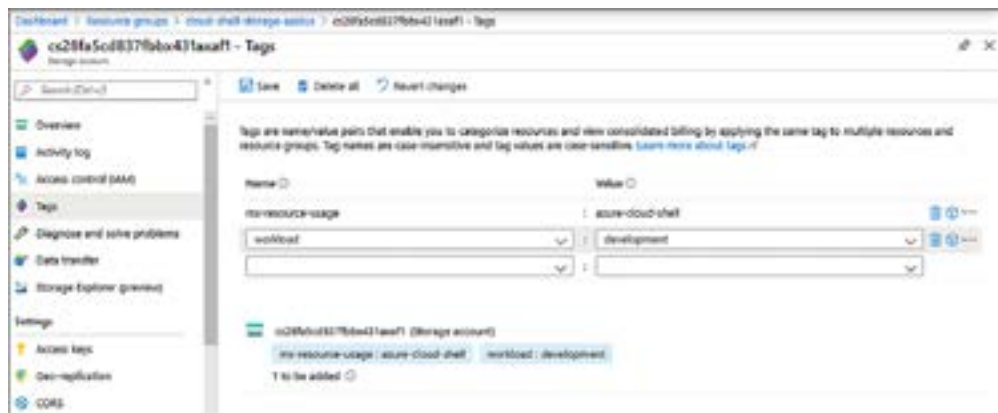 Dashboard > Resource groups > cloud-shell-storage- > - Tags
- Tags
Storage account
Search (Ctrl+/)
Save Delete all Revert changes
Overview
Activity log
Access control (IAM)
Tags
Diagnose and solve problems
Data transfer
Storage Explorer (preview)
Settings
Access keys
Geo-replication
CORS
Tags are name/value pairs that enable you to categorize resources and view consolidated billing by applying the same tag to multiple resources and
resource groups. Tag names are case-insensitive and tag values are case-sensitive. Learn more about tags
Name Value
ms-resource-usage : azure-cloud-shell
workload : development
:
(Storage account)
ms-resource-usage : azure-cloud-shell workload : development
1 to be added